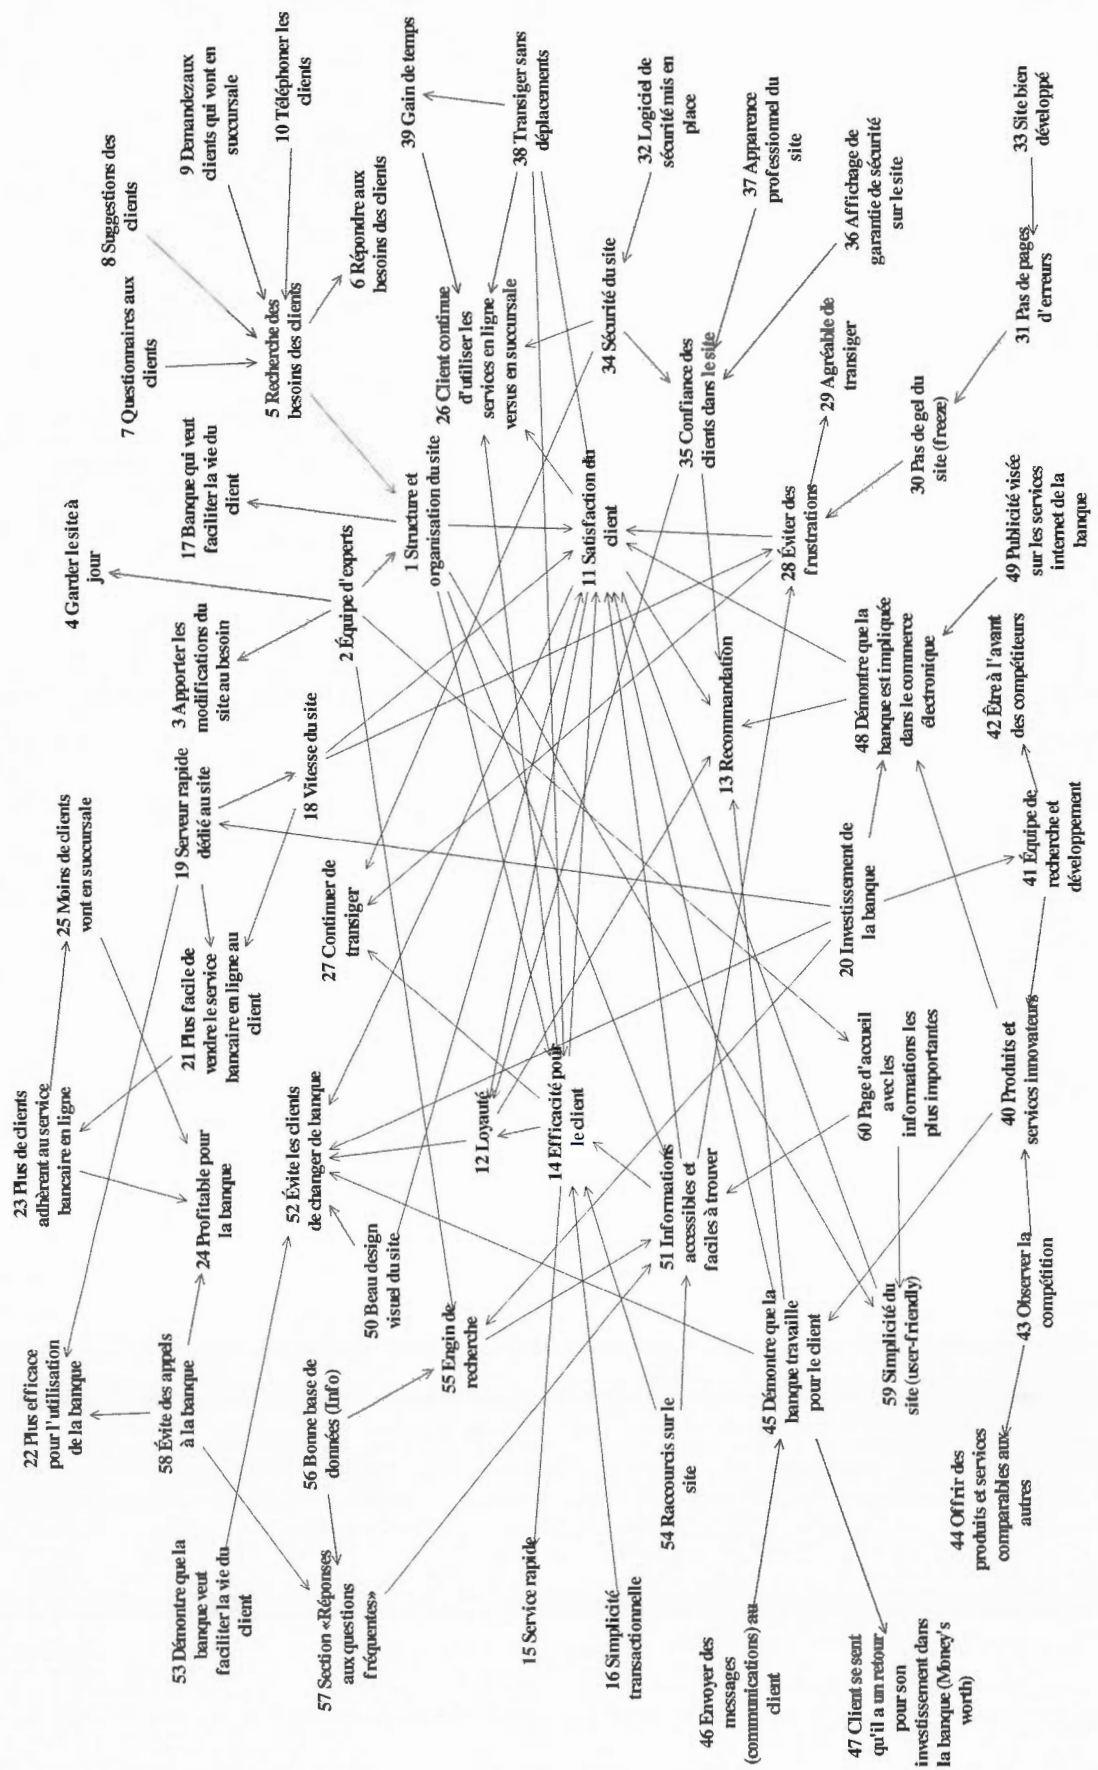 4 Garder le site à
jour
7 Questionnaires aux
clients
8 Suggestions des
clients
9 Demandezaux
clients qui vont en
succursale
10 Téléphoner les
clients
5 Recherche des
besoins des clients
6 Répondre aux
besoins des clients
17 Banque qui veut
faciliter la vie du
client
3 Apporter les
modifications du
site au besoin
2 Équipe d'experts
1 Structure et
organisation du site
39 Gain de temps
38 Transiger sans
déplacements
26 Client continue
d'utiliser les
services en ligne
versus en succursale
32 Logiciel de
sécurité mis en
place
34 Sécurité du site
37 Apparence
professionnel du
site
36 Affichage de
garantie de sécurité
sur le site
35 Confiance des
clients dans le site
11 Satisfaction du
client
28 Éviter des
frustrations
29 Agréable de
transiger
30 Pas de gel du
site (freeze)
31 Pas de pages
d'erreurs
33 Site bien
développé
23 Plus de clients
adhèrent au service
bancaire en ligne
25 Moins de clients
vont en succursale
19 Serveur rapide
dédié au site
18 Vitesse du site
21 Plus facile de
vendre le service
bancaire en ligne au
client
27 Continuer de
transiger
13 Recommandation
48 Démontre que la
banque est impliquée
dans le commerce
électronique
49 Publicité visée
sur les services
internet de la
banque
42 Être à l'avant
des compétiteurs
20 Investissement de
la banque
41 Équipe de
recherche et
développement
22 Plus efficace
pour l'utilisation
de la banque
24 Profitable pour
la banque
58 Évite des appels
à la banque
52 Évite les clients
de changer de banque
12 Loyauté
14 Efficacité pour
le client
50 Beau design
visuel du site
51 Informations
accessibles et
faciles à trouver
60 Page d'accueil
avec les
informations les
plus importantes
40 Produits et
services innovateurs
53 Démontre que la
banque veut
faciliter la vie du
client
56 Bonne base de
données (Info)
55 Engin de
recherche
57 Section «Réponses
aux questions
fréquentes»
15 Service rapide
16 Simplicité
transactionnelle
54 Raccourcis sur le
site
45 Démontre que la
banque travaille
pour le client
59 Simplicité du
site (user-friendly)
43 Observer la
compétition
44 Offrir des
produits et services
comparables aux
autres
46 Envoyer des
messages
(communications) au
client
47 Client se sent
qu'il a un retour
pour son
investissement dans
la banque (Money's
worth)